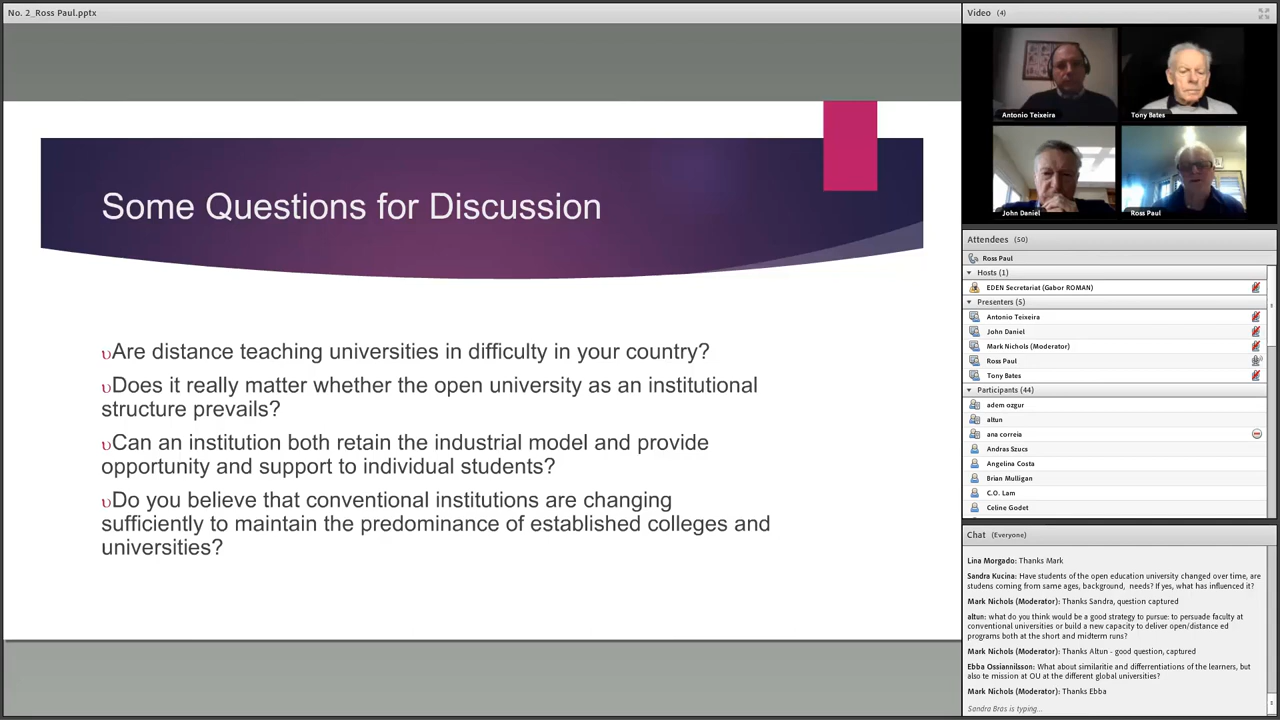 No. 2_Ross Paul.pptx
Some Questions for Discussion
υAre distance teaching universities in difficulty in your country?
υDoes it really matter whether the open university as an institutional
structure prevails?
υCan an institution both retain the industrial model and provide
opportunity and support to individual students?
υDo you believe that conventional institutions are changing
sufficiently to maintain the predominance of established colleges and
universities?
Video (4)
Antonio Teixeira
Tony Bates
John Daniel
Ross Paul
Attendees (50)
Ross Paul
Hosts (1)
EDEN Secretariat (Gabor ROMAN)
Presenters (5)
Antonio Teixeira
John Daniel
Mark Nichols (Moderator)
Ross Paul
Tony Bates
Participants (44)
adem ozgur
altun
ana correia
Andras Szucs
Angelina Costa
Brian Mulligan
C.O. Lam
Celine Godet
Chat (Everyone)
Lina Morgado: Thanks Mark
Sandra Kucina: Have students of the open education university changed over time, are
studens coming from same ages, background, needs? If yes, what has influenced it?
Mark Nichols (Moderator): Thanks Sandra, question captured
altun: what do you think would be a good strategy to pursue: to persuade faculty at
conventional universities or build a new capacity to deliver open/distance ed
programs both at the short and midterm runs?
Mark Nichols (Moderator): Thanks Altun - good question, captured
Ebba Ossiannilsson: What about similaritie and differrentiations of the learners, but
also te mission at OU at the different global universities?
Mark Nichols (Moderator): Thanks Ebba
Sandra Bras is typing...